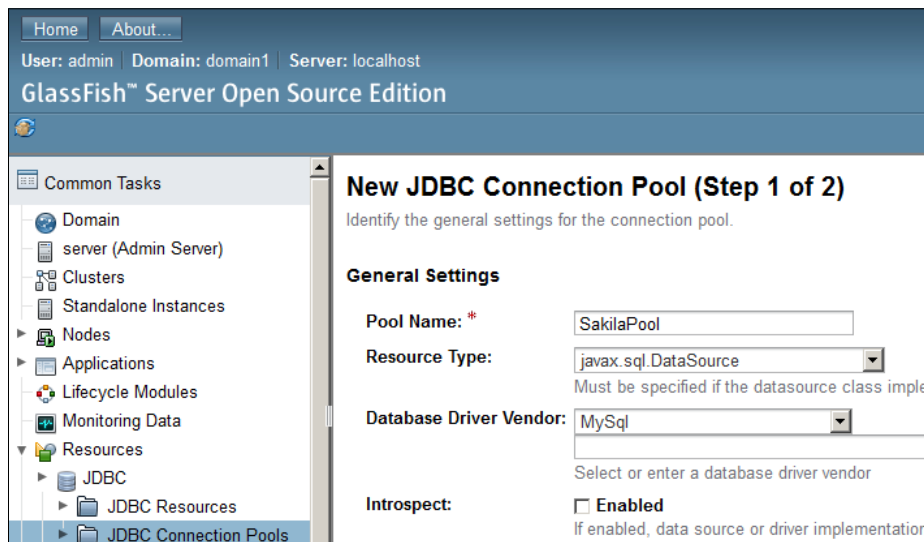 Home About...
User: admin Domain: domain1 Server: localhost
GlassFish™ Server Open Source Edition
Common Tasks
Domain
server (Admin Server)
Clusters
Standalone Instances
Nodes
Applications
Lifecycle Modules
Monitoring Data
Resources
JDBC
JDBC Resources
JDBC Connection Pools
New JDBC Connection Pool (Step 1 of 2)
Identify the general settings for the connection pool.
General Settings
Pool Name: * SakilaPool
Resource Type: javax.sql.DataSource
Must be specified if the datasource class imple
Database Driver Vendor: MySql
Select or enter a database driver vendor
Introspect: Enabled
If enabled, data source or driver implementation